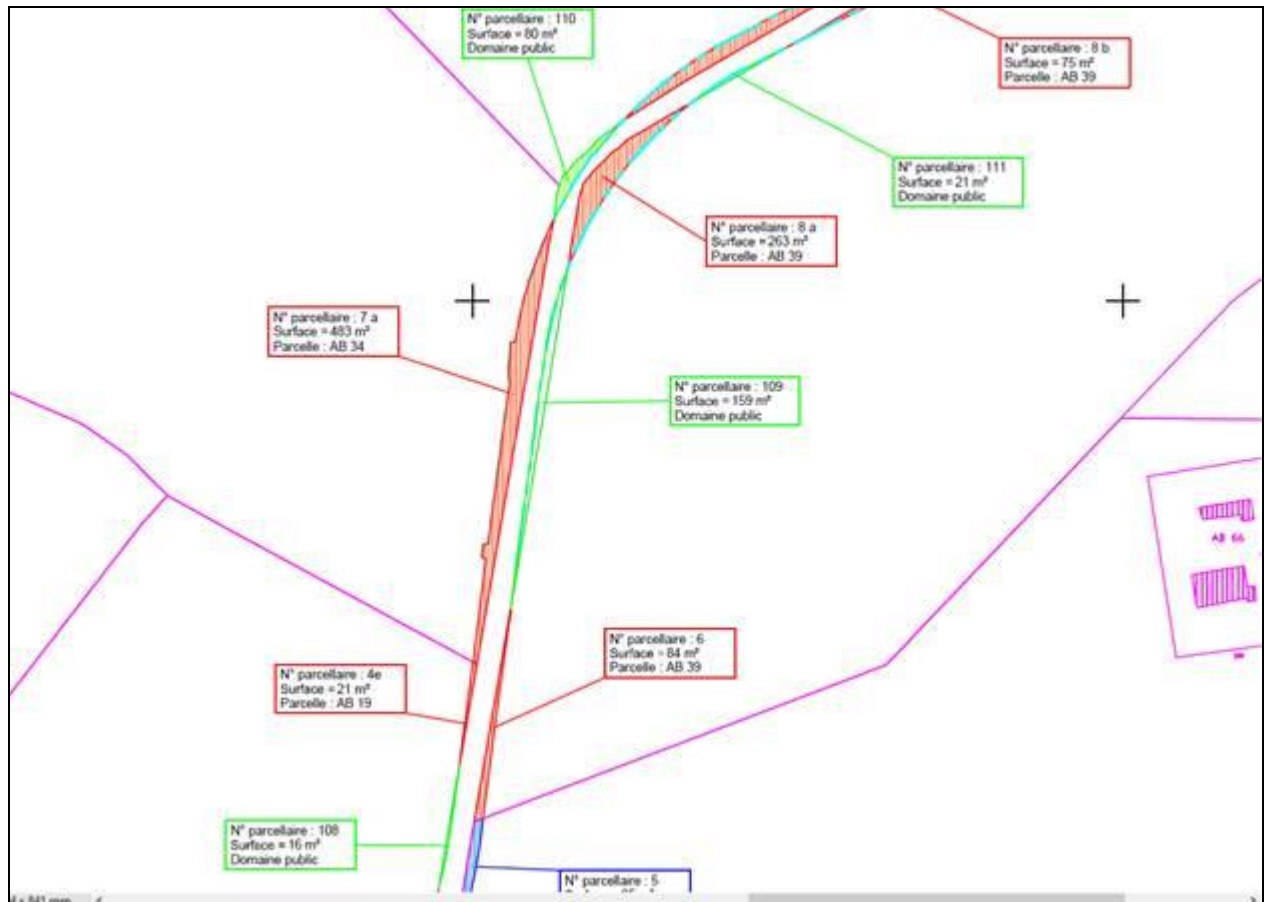 N° parcellaire : 110
Surface = 80 m²
Domaine public
N° parcellaire : 8 b
Surface = 75 m²
Parcelle : AB 39
N° parcellaire : 111
Surface = 21 m²
Domaine public
N° parcellaire : 8 a
Surface = 263 m²
Parcelle : AB 39
N° parcellaire : 7 a
Surface = 483 m²
Parcelle : AB 34
N° parcellaire : 109
Surface = 159 m²
Domaine public
AB 66
N° parcellaire : 6
Surface = 84 m²
Parcelle : AB 39
N° parcellaire : 4e
Surface = 21 m²
Parcelle : AB 19
N° parcellaire : 108
Surface = 16 m²
Domaine public
N° parcellaire : 5
841 mm